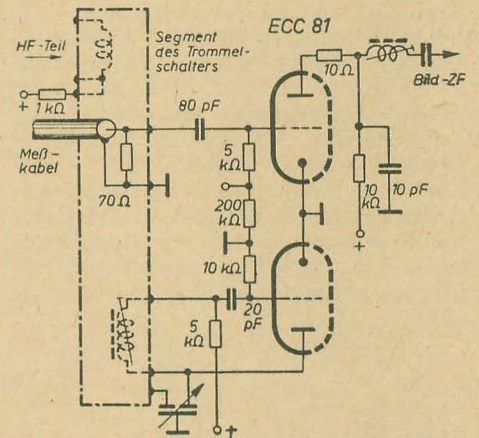 HF-Teil
Segment
des Trommel-
schalters
ECC 81
+
1 kΩ
10 Ω
Bild-ZF
80 pF
Meß-
kabel
70 Ω
5
kΩ
200
kΩ
10 kΩ
10
kΩ
10 pF
+
20
pF
5
kΩ
+